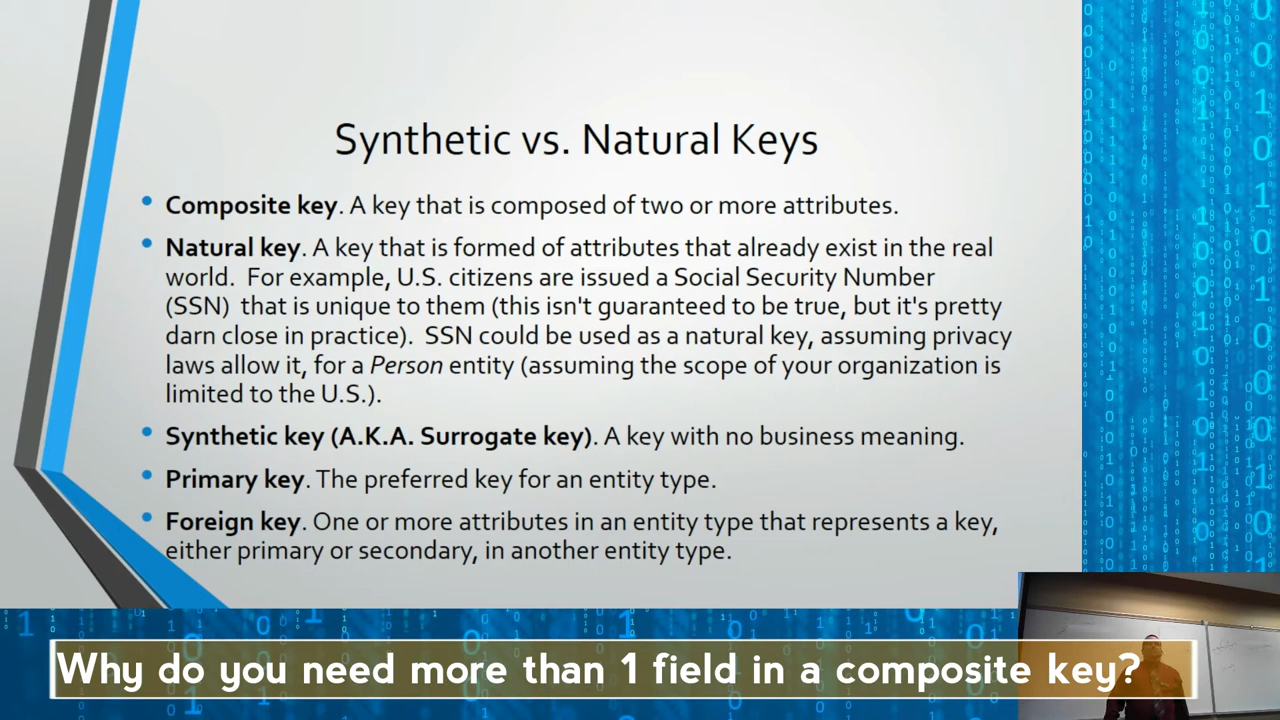 Synthetic vs. Natural Keys
• Composite key. A key that is composed of two or more attributes.
• Natural key. A key that is formed of attributes that already exist in the real
world.  For example, U.S. citizens are issued a Social Security Number
(SSN)  that is unique to them (this isn't guaranteed to be true, but it's pretty
darn close in practice).  SSN could be used as a natural key, assuming privacy
laws allow it, for a Person entity (assuming the scope of your organization is
limited to the U.S.).
• Synthetic key (A.K.A. Surrogate key). A key with no business meaning.
• Primary key. The preferred key for an entity type.
• Foreign key. One or more attributes in an entity type that represents a key,
either primary or secondary, in another entity type.
Why do you need more than 1 field in a composite key?